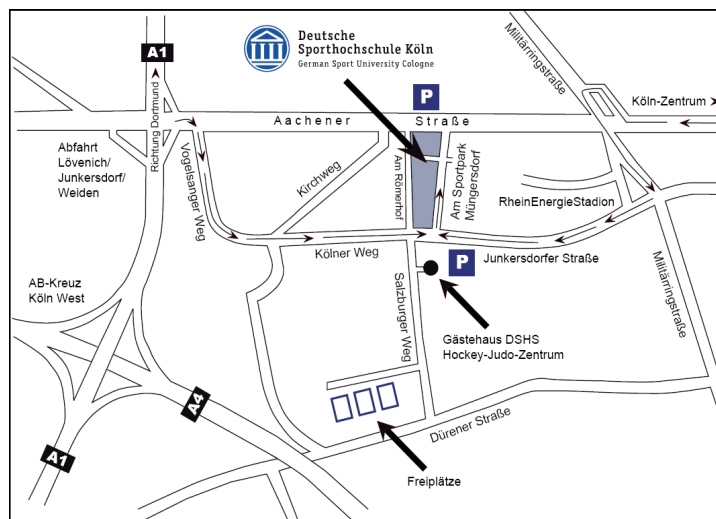 Deutsche
Sporthochschule Köln
German Sport University Cologne
A1
P
Militärringstraße
Köln-Zentrum
Aachener Straße
Richtung Dortmund
Abfahrt
Lövenich/
Junkersdorf/
Weiden
Vogelsanger Weg
Kirchweg
Am Römerhof
Am Sportpark
Müngersdorf
RheinEnergieStadion
Kölner Weg
Junkersdorfer Straße
P
AB-Kreuz
Köln West
Salzburger Weg
Militärringstraße
Gästehaus DSHS
Hockey-Judo-Zentrum
A4
Dürener Straße
A1
Freiplätze